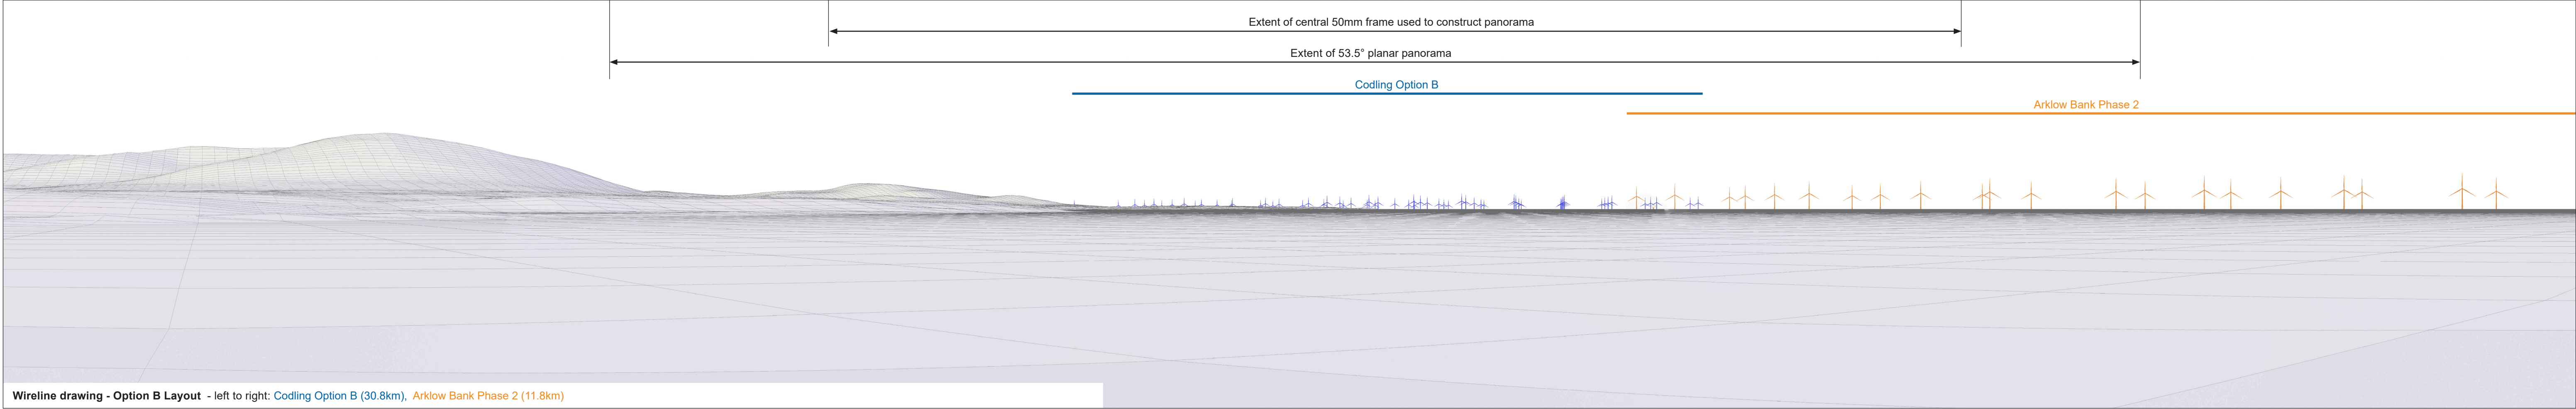 Extent of central 50mm frame used to construct panorama
Extent of 53.5° planar panorama
Codling Option B
Arklow Bank Phase 2
Wireline drawing - Option B Layout - left to right: Codling Option B (30.8km), Arklow Bank Phase 2 (11.8km)